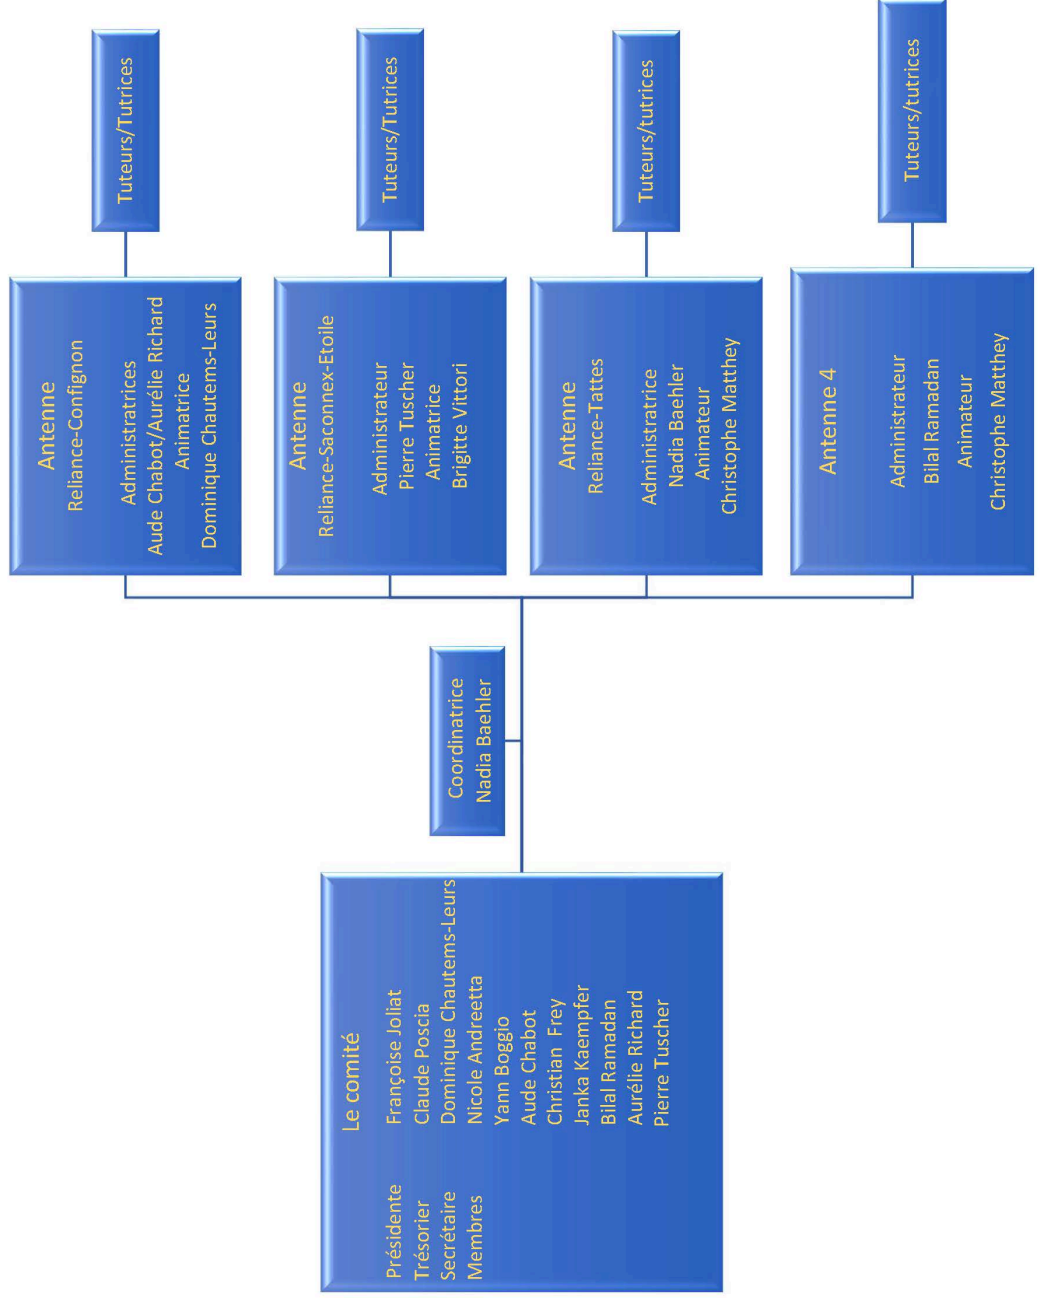 Le comité
Présidente Françoise Joliat
Trésorier Claude Poscia
Secrétaire Dominique Chautems-Leurs
Membres Nicole Andreetta
Yann Boggio
Aude Chabot
Christian Frey
Janka Kaempfer
Bilal Ramadan
Aurélie Richard
Pierre Tuscher
Coordinatrice
Nadia Baehler
Antenne
Reliance-Confignon
Administratrices
Aude Chabot/Aurélie Richard
Animatrice
Dominique Chautems-Leurs
Tuteurs/Tutrices
Antenne
Reliance-Saconnex-Etoile
Administrateur
Pierre Tuscher
Animatrice
Brigitte Vittori
Tuteurs/Tutrices
Antenne
Reliance-Tattes
Administratrice
Nadia Baehler
Animateur
Christophe Matthey
Tuteurs/tutrices
Antenne 4
Administrateur
Bilal Ramadan
Animateur
Christophe Matthey
Tuteurs/tutrices